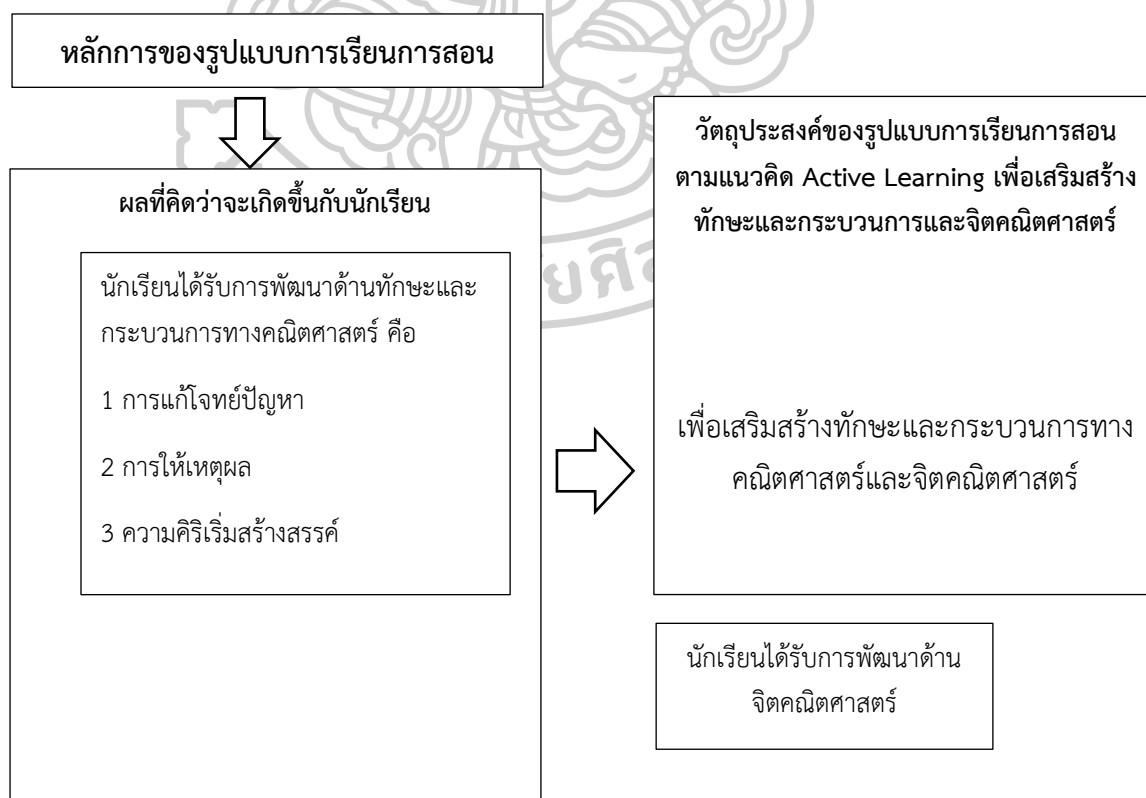 หลักการของรูปแบบการเรียนการสอน
ผลที่คิดว่าจะเกิดขึ้นกับนักเรียน
นักเรียนได้รับการพัฒนาด้านทักษะและ
กระบวนการทางคณิตศาสตร์ คือ
1 การแก้โจทย์ปัญหา
2 การให้เหตุผล
3 ความคิริเริ่มสร้างสรรค์
วัตถุประสงค์ของรูปแบบการเรียนการสอน
ตามแนวคิด Active Learning เพื่อเสริมสร้าง
ทักษะและกระบวนการและจิตคณิตศาสตร์
เพื่อเสริมสร้างทักษะและกระบวนการทาง
คณิตศาสตร์และจิตคณิตศาสตร์
นักเรียนได้รับการพัฒนาด้าน
จิตคณิตศาสตร์